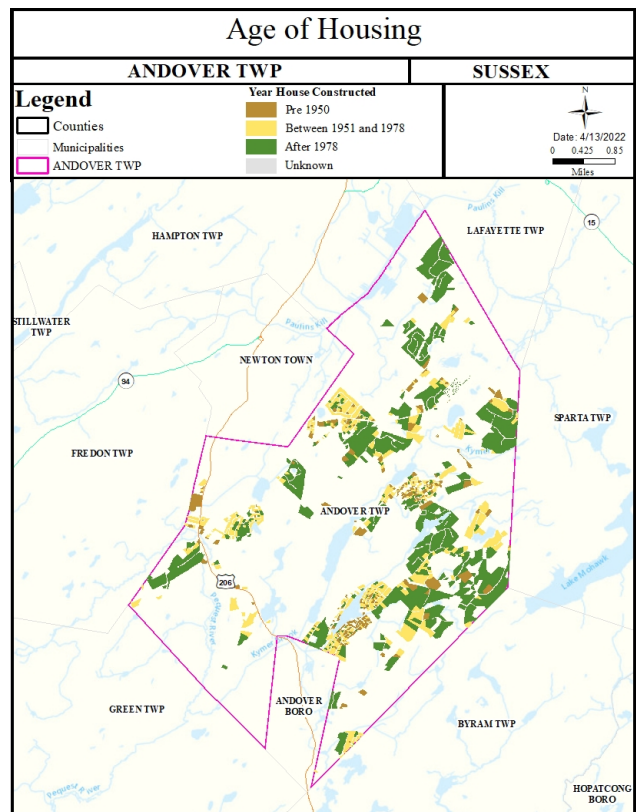 Age of Housing
ANDOVER TWP
SUSSEX
Legend
Counties
Municipalities
ANDOVER TWP
Year House Constructed
Pre 1950
Between 1951 and 1978
After 1978
Unknown
N
Date: 4/13/2022
0 0.425 0.85
Miles
Paulins Kill
LAFAYETTE TWP
15
HAMPTON TWP
STILLWATER
TWP
Paulins Kill
NEWTON TOWN
94
SPARTA TWP
FREDON TWP
ANDOVER TWP
206
Lake Mohawk
River
ANDOVER
BORO
GREEN TWP
BYRAM TWP
Pequest River
HOPATCONG
BORO